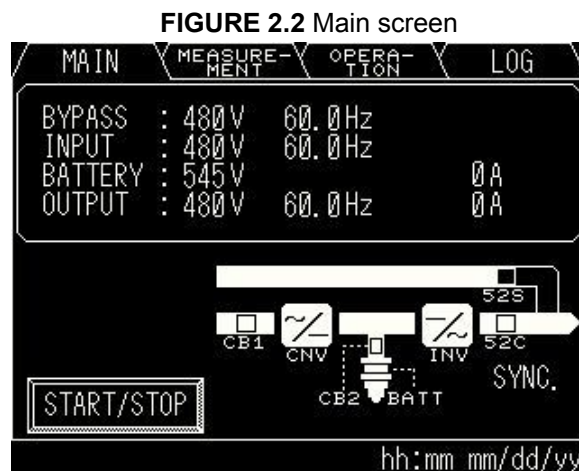 FIGURE 2.2 Main screen
MAIN MEASURE-MENT OPERA-TION LOG
BYPASS : 480V 60.0Hz
INPUT : 480V 60.0Hz
BATTERY : 545V 0A
OUTPUT : 480V 60.0Hz 0A
52S
CB1 CNV INV 52C
CB2 BATT SYNC.
START/STOP
hh:mm mm/dd/yy